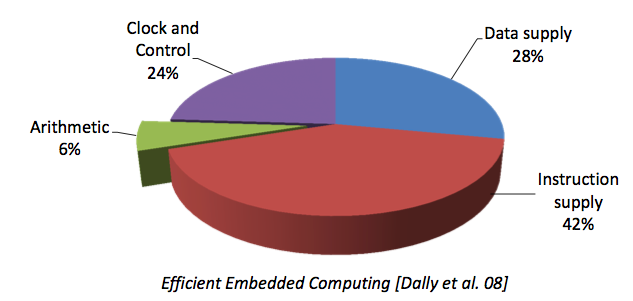 Clock and
Control
24%
Data supply
28%
Arithmetic
6%
Instruction
supply
42%
Efficient Embedded Computing [Dally et al. 08]